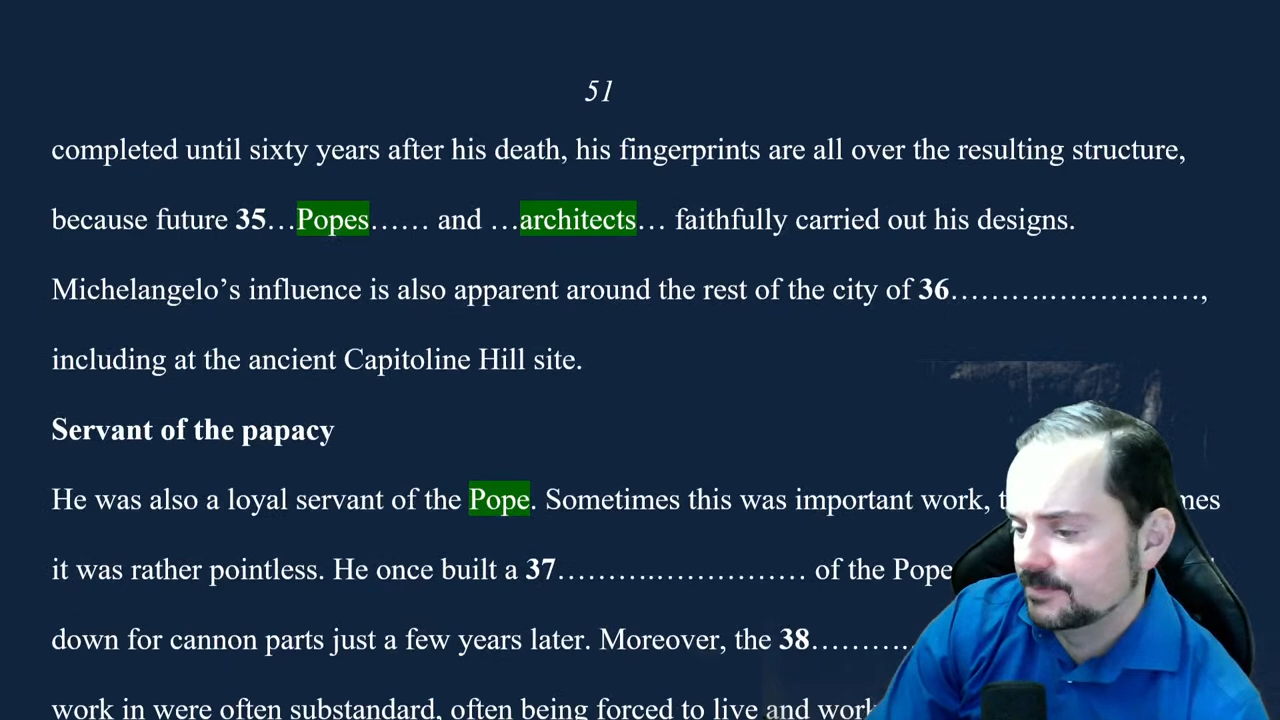 51
completed until sixty years after his death, his fingerprints are all over the resulting structure,
because future 35…Popes…… and …architects… faithfully carried out his designs.
Michelangelo’s influence is also apparent around the rest of the city of 36……….……………,
including at the ancient Capitoline Hill site.
Servant of the papacy
He was also a loyal servant of the Pope. Sometimes this was important work,
it was rather pointless. He once built a 37……….…………… of the Pope
down for cannon parts just a few years later. Moreover, the 38………..
work in were often substandard, often being forced to live and work